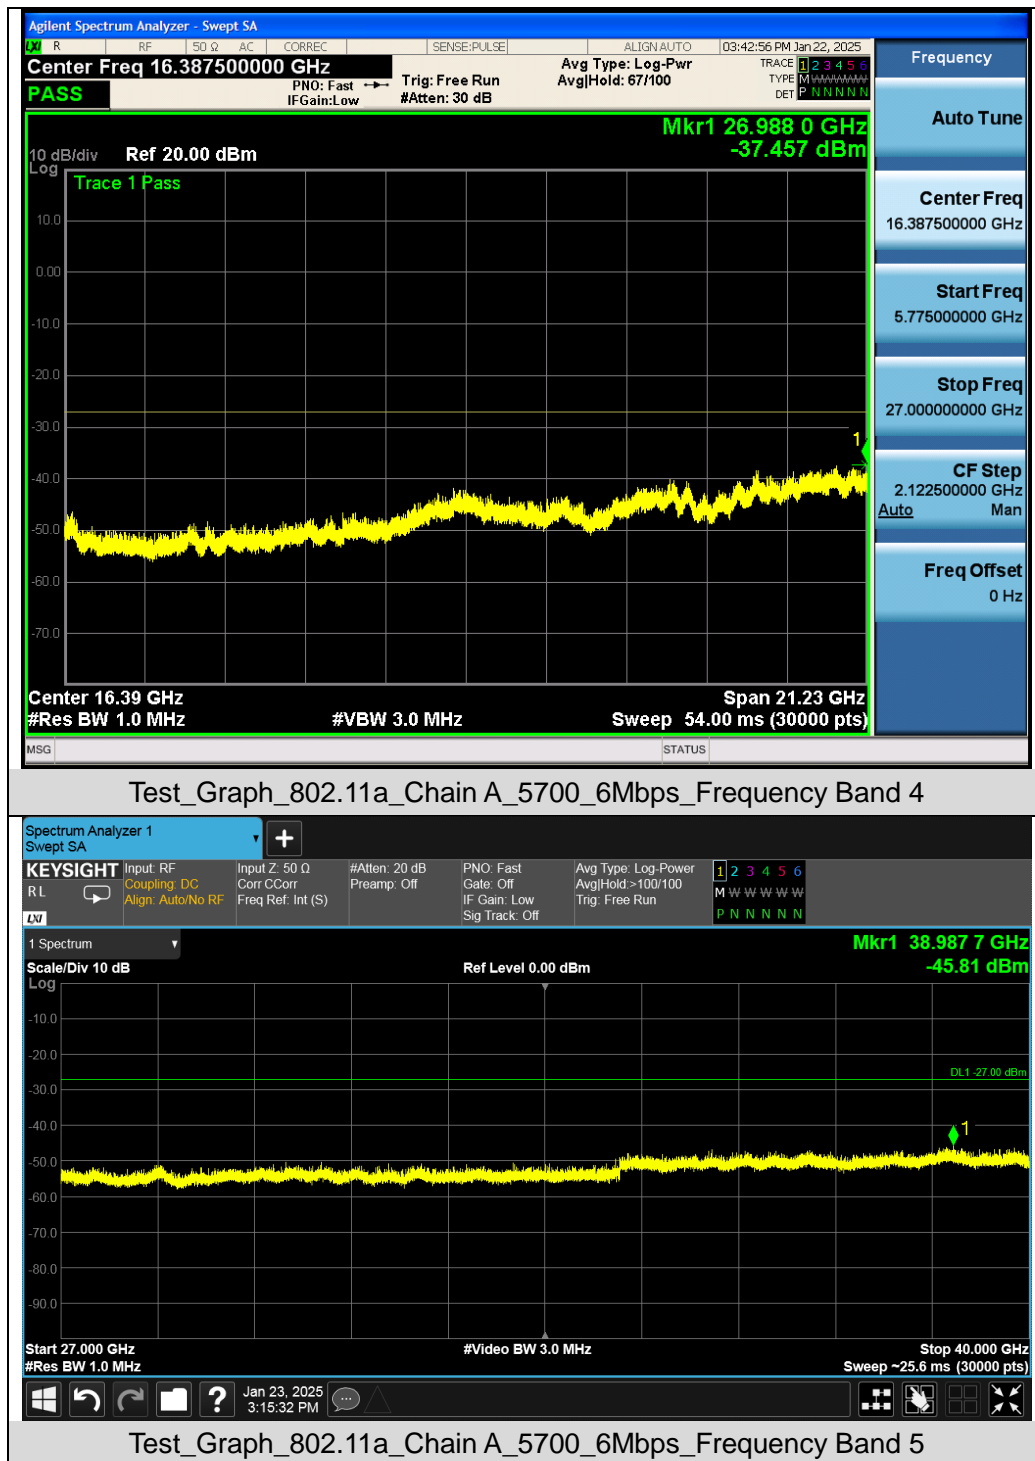 Agilent Spectrum Analyzer - Swept SA
LXI R RF 50 Ω AC CORREC SENSE:PULSE ALIGN AUTO 03:42:56 PM Jan 22, 2025
Center Freq 16.387500000 GHz
PNO: Fast
IFGain:Low
Trig: Free Run
#Atten: 30 dB
Avg Type: Log-Pwr
Avg|Hold: 67/100
TRACE 1 2 3 4 5 6
TYPE M W W W W W
DET P N N N N N
PASS
Mkr1 26.988 0 GHz
-37.457 dBm
10 dB/div Ref 20.00 dBm
Log
Trace 1 Pass
10.0
0.00
-10.0
-20.0
-30.0
-40.0
-50.0
-60.0
-70.0
1
Center 16.39 GHz Span 21.23 GHz
#Res BW 1.0 MHz #VBW 3.0 MHz Sweep 54.00 ms (30000 pts)
MSG STATUS
Frequency
Auto Tune
Center Freq
16.387500000 GHz
Start Freq
5.775000000 GHz
Stop Freq
27.000000000 GHz
CF Step
2.122500000 GHz
Auto Man
Freq Offset
0 Hz
Test_Graph_802.11a_Chain A_5700_6Mbps_Frequency Band 4
Spectrum Analyzer 1
Swept SA
+
KEYSIGHT
RL
LXI
Input: RF
Coupling: DC
Align: Auto/No RF
Input Z: 50 Ω
Corr CCorr
Freq Ref: Int (S)
#Atten: 20 dB
Preamp: Off
PNO: Fast
Gate: Off
IF Gain: Low
Sig Track: Off
Avg Type: Log-Power
Avg|Hold:>100/100
Trig: Free Run
1 2 3 4 5 6
M W W W W W
P N N N N N
1 Spectrum
Mkr1 38.987 7 GHz
Scale/Div 10 dB Ref Level 0.00 dBm -45.81 dBm
Log
-10.0
-20.0
-30.0
-40.0
-50.0
-60.0
-70.0
-80.0
-90.0
DL1 -27.00 dBm
1
Start 27.000 GHz #Video BW 3.0 MHz Stop 40.000 GHz
#Res BW 1.0 MHz Sweep ~25.6 ms (30000 pts)
?
Jan 23, 2025
3:15:32 PM
Test_Graph_802.11a_Chain A_5700_6Mbps_Frequency Band 5